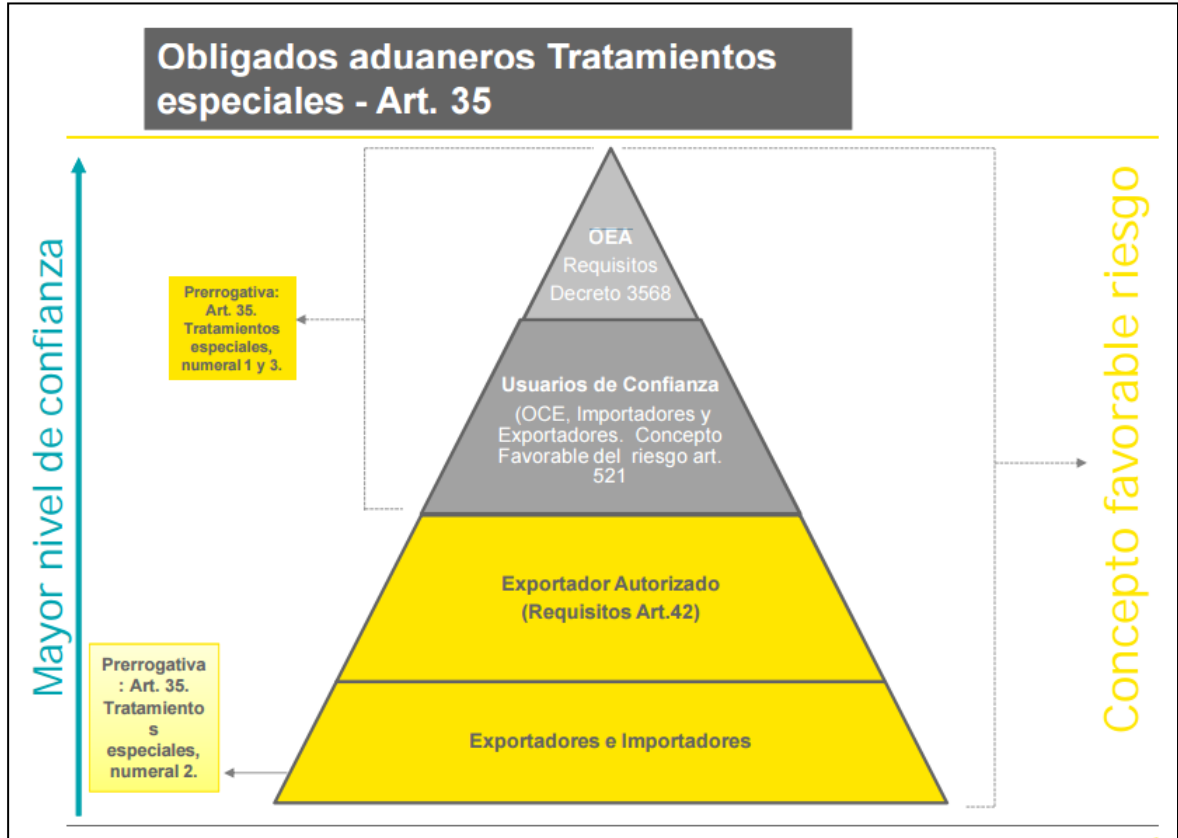 Obligados aduaneros Tratamientos
especiales - Art. 35
Mayor nivel de confianza
Prerrogativa:
Art. 35.
Tratamientos
especiales,
numeral 1 y 3.
OEA
Requisitos
Decreto 3568
Usuarios de Confianza
(OCE, Importadores y
Exportadores. Concepto
Favorable del riesgo art.
521
Exportador Autorizado
(Requisitos Art.42)
Prerrogativa
: Art. 35.
Tratamiento
s
especiales,
numeral 2.
Exportadores e Importadores
Concepto favorable riesgo